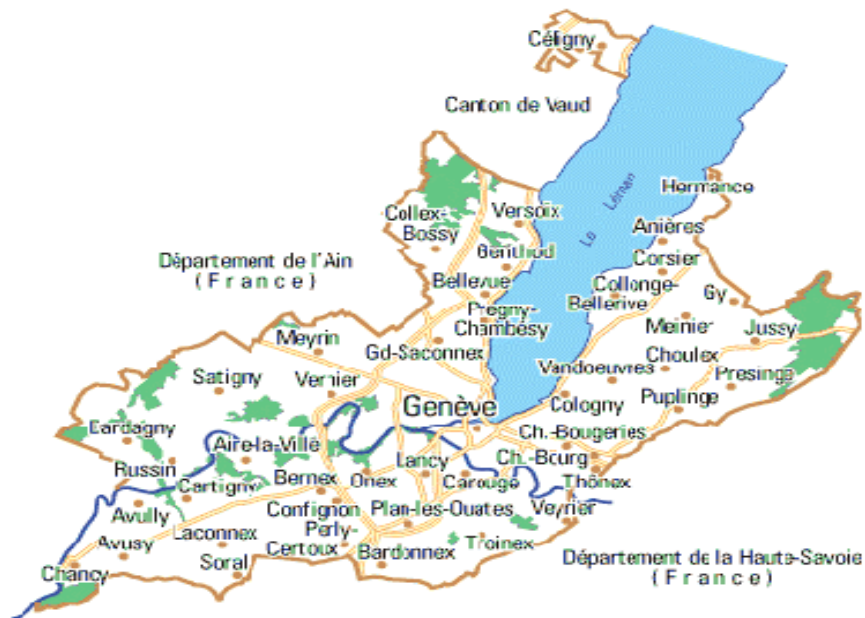 Céligny
Canton de Vaud
Le Léman
Hermance
Collex-
Bossy
Versoix
Anières
Genthod
Corsier
Département de l'Ain
(France)
Bellevue
Collonge-
Bellerive
Gy
Pregny-
Chambésy
Meinier
Jussy
Meyrin
Gd-Saconnex
Choulex
Vandoeuvres
Presinge
Satigny
Vernier
Puplinge
Genève
Cologny
Dardagny
Ch.-Bougeries
Aire-la-Ville
Ch.-Bourg
Russin
Lancy
Cartigny
Bernex
Onex
Carouge
Thônex
Avully
Confignon
Plan-les-Ouates
Veyrier
Avusy
Laconnex
Perly-
Certoux
Troinex
Soral
Bardonnex
Chancy
Département de la Haute-Savoie
(France)